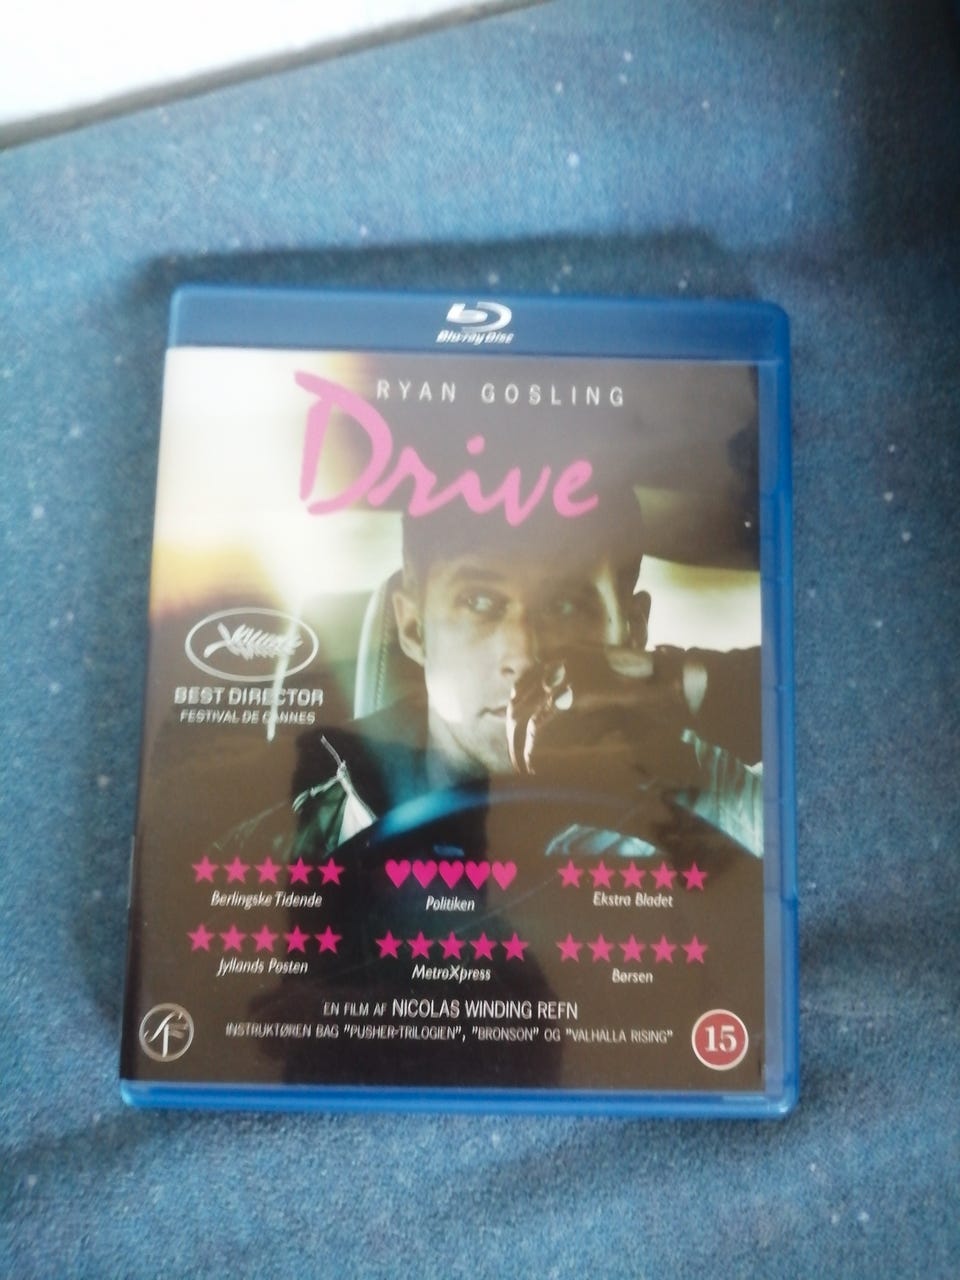 Blu-ray Disc
RYAN GOSLING
Drive
BEST DIRECTOR
FESTIVAL DE CANNES
Berlingske Tidende
Politiken
Ekstra Bladet
Jyllands Posten
MetroXpress
Børsen
EN FILM AF NICOLAS WINDING REFN
INSTRUKTØREN BAG "PUSHER-TRILOGIEN", "BRONSON" OG "VALHALLA RISING"
SF
15